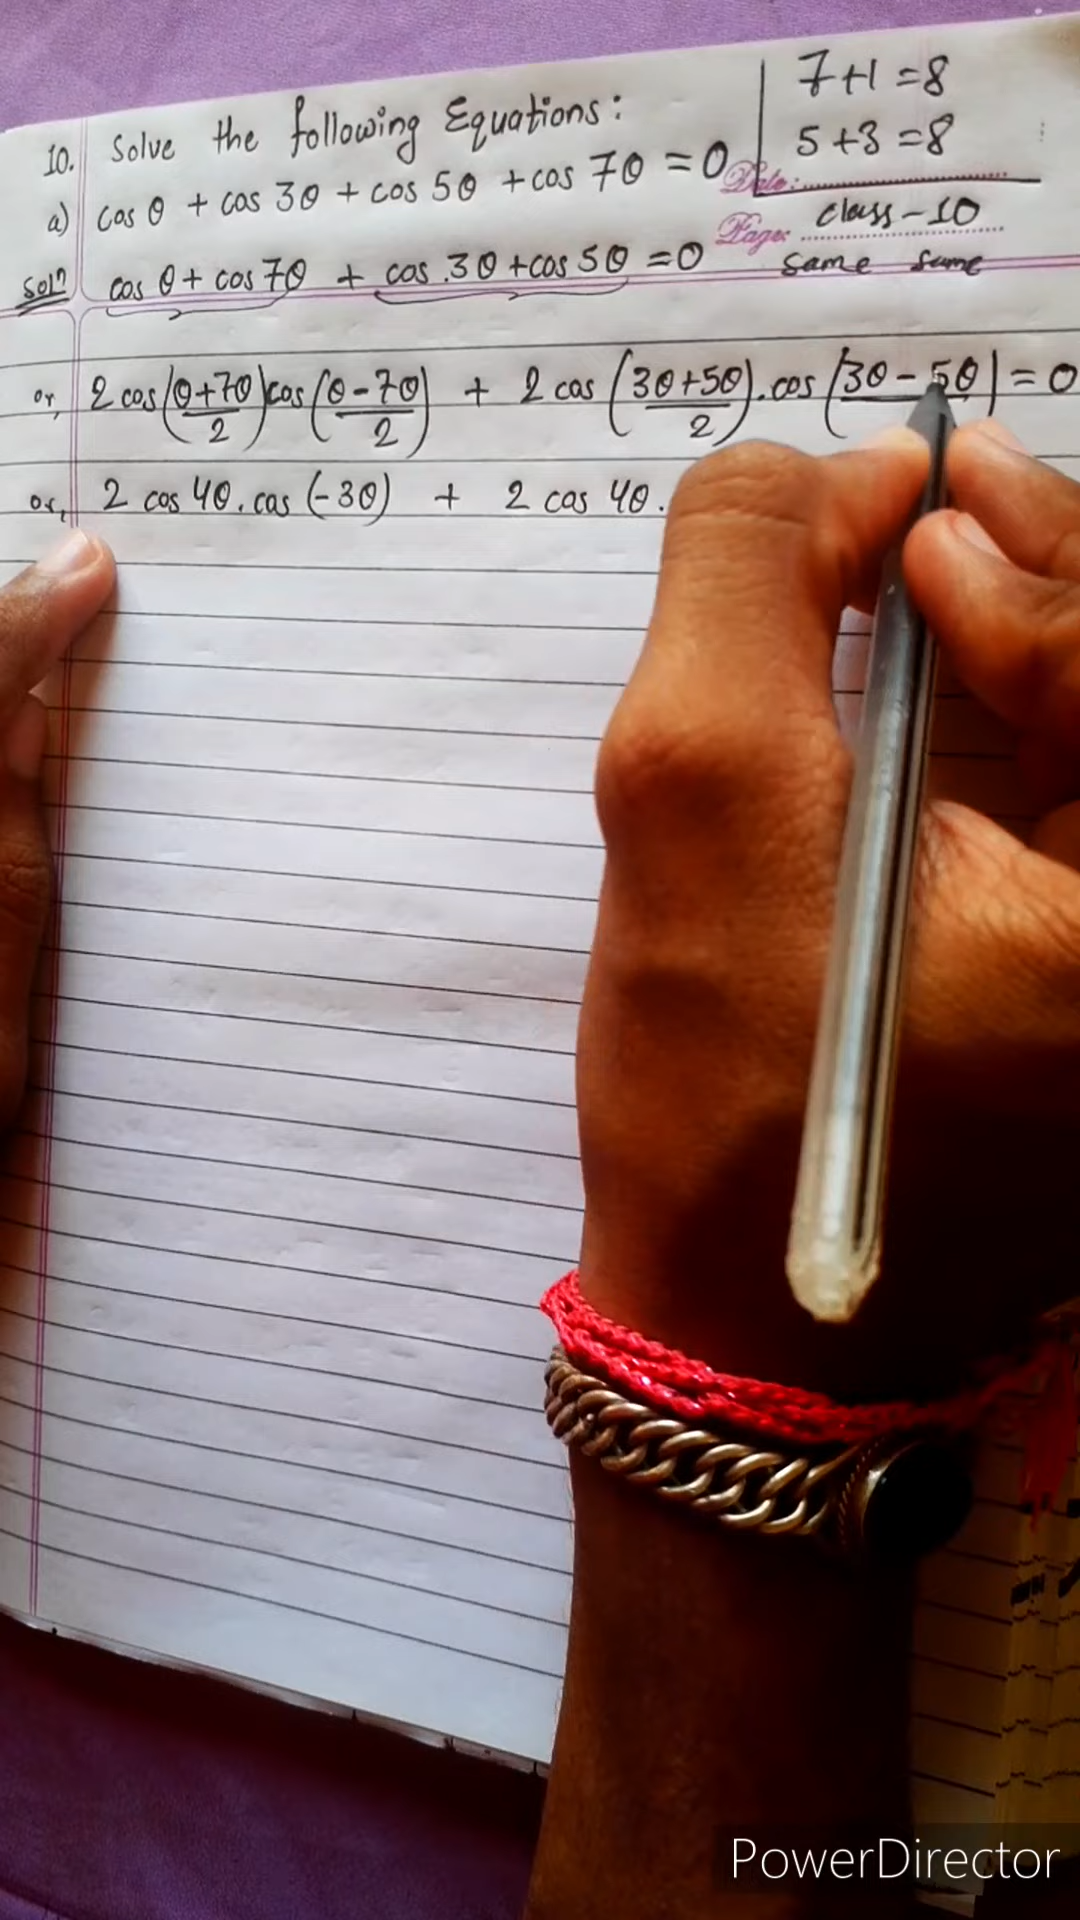 7+1 =8
5+3 =8
10. Solve the following Equations:
a) cos θ + cos 3θ + cos 5θ + cos 7θ = 0
Date:
Page: class-10
same same
Solⁿ cos θ + cos 7θ + cos 3θ + cos 5θ = 0
or, 2 cos (θ+7θ/2) cos (θ-7θ/2) + 2 cos (3θ+5θ/2) . cos (3θ-5θ) = 0
or, 2 cos 4θ . cos (-3θ) + 2 cos 4θ .
PowerDirector